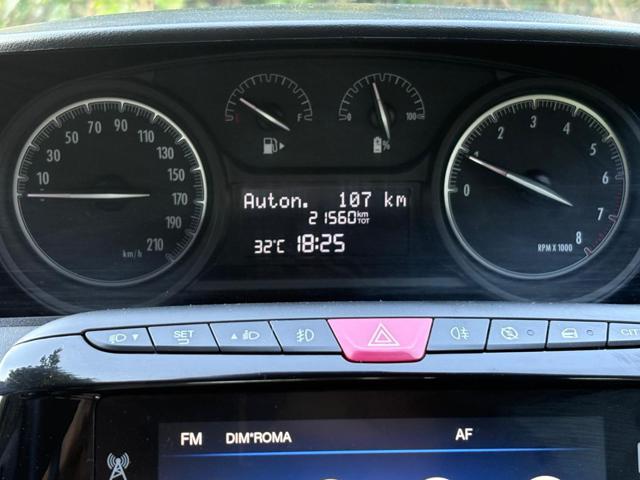 10 30 50 70 90 110 130 150 170 190 210
km/h
E F
0 100
%
Auton. 107 km
21560 km TOT
32°C 18:25
0 1 2 3 4 5 6 7 8
RPM X 1000
SET
CIT
FM DIM*ROMA AF